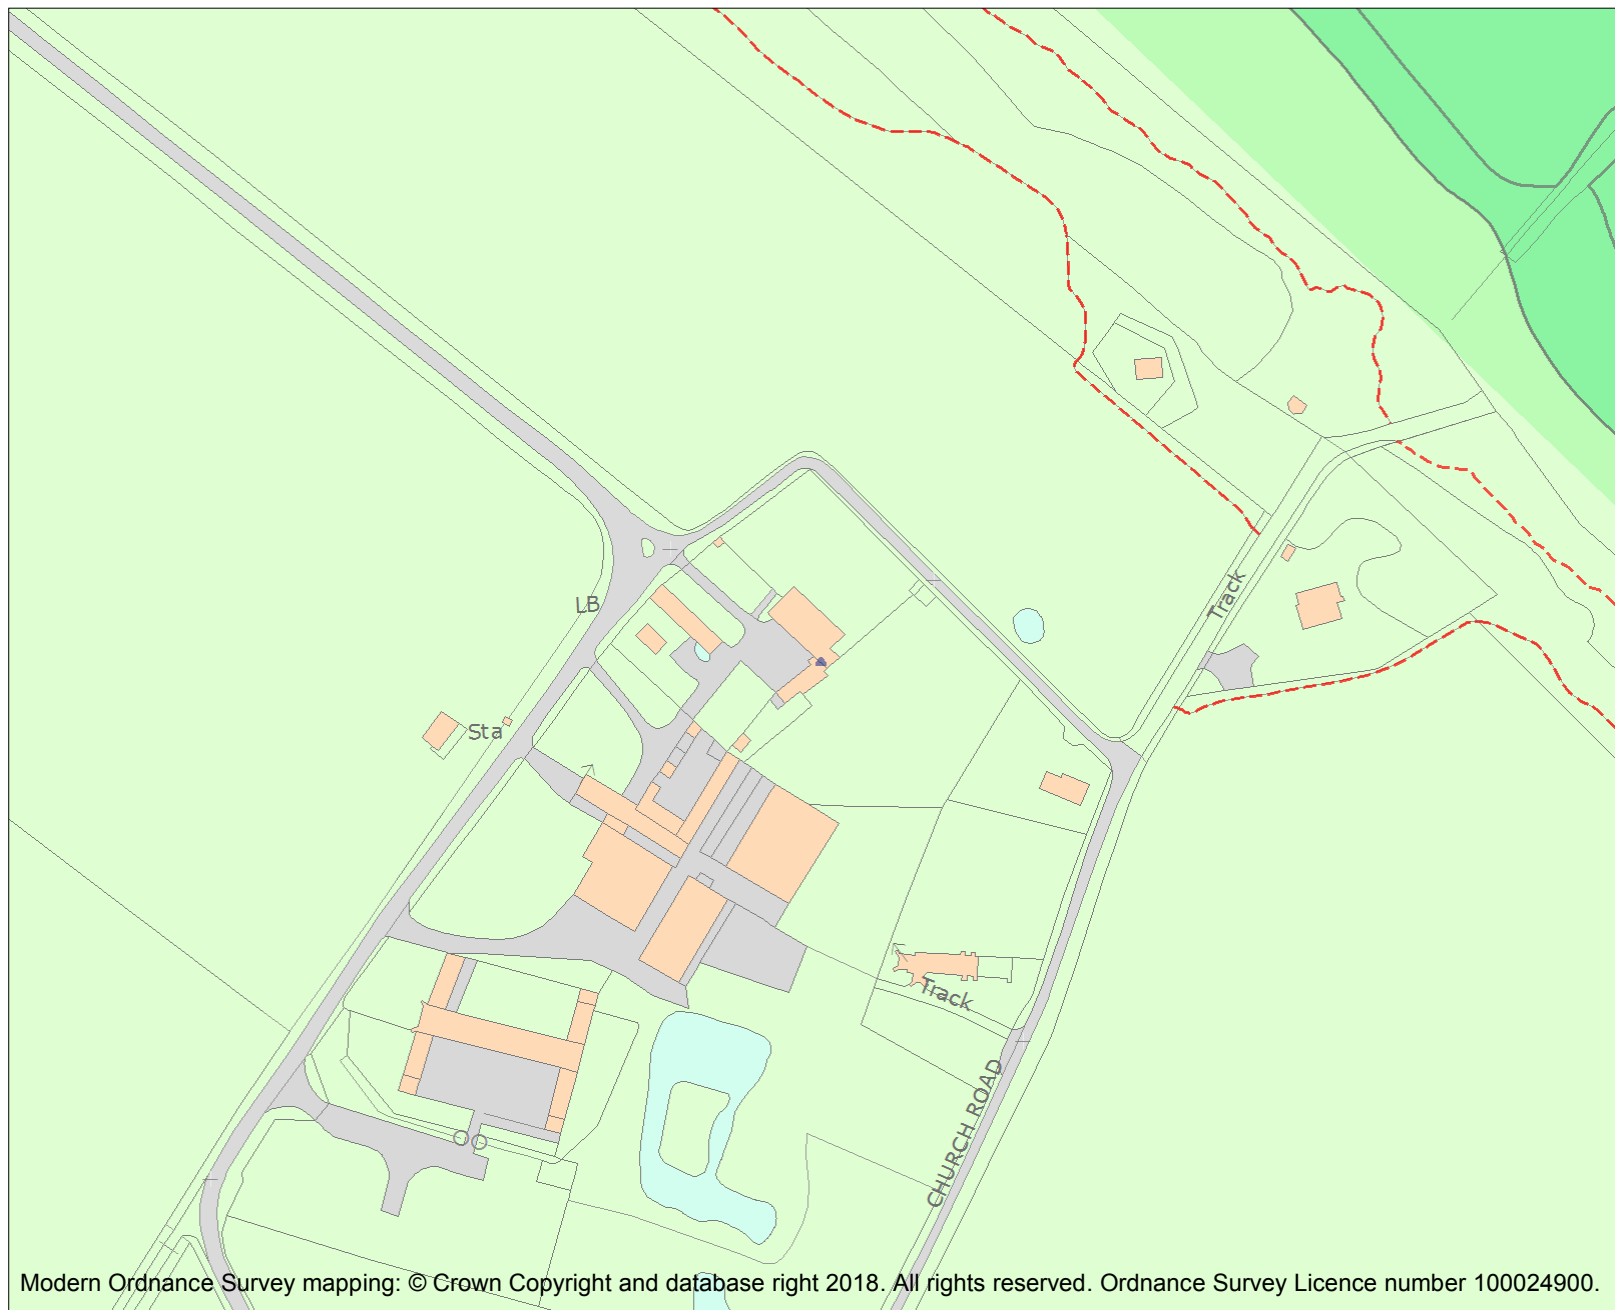 Track
LB
Sta
Track
CHURCH ROAD
Modern Ordnance Survey mapping: © Crown Copyright and database right 2018. All rights reserved. Ordnance Survey Licence number 100024900.